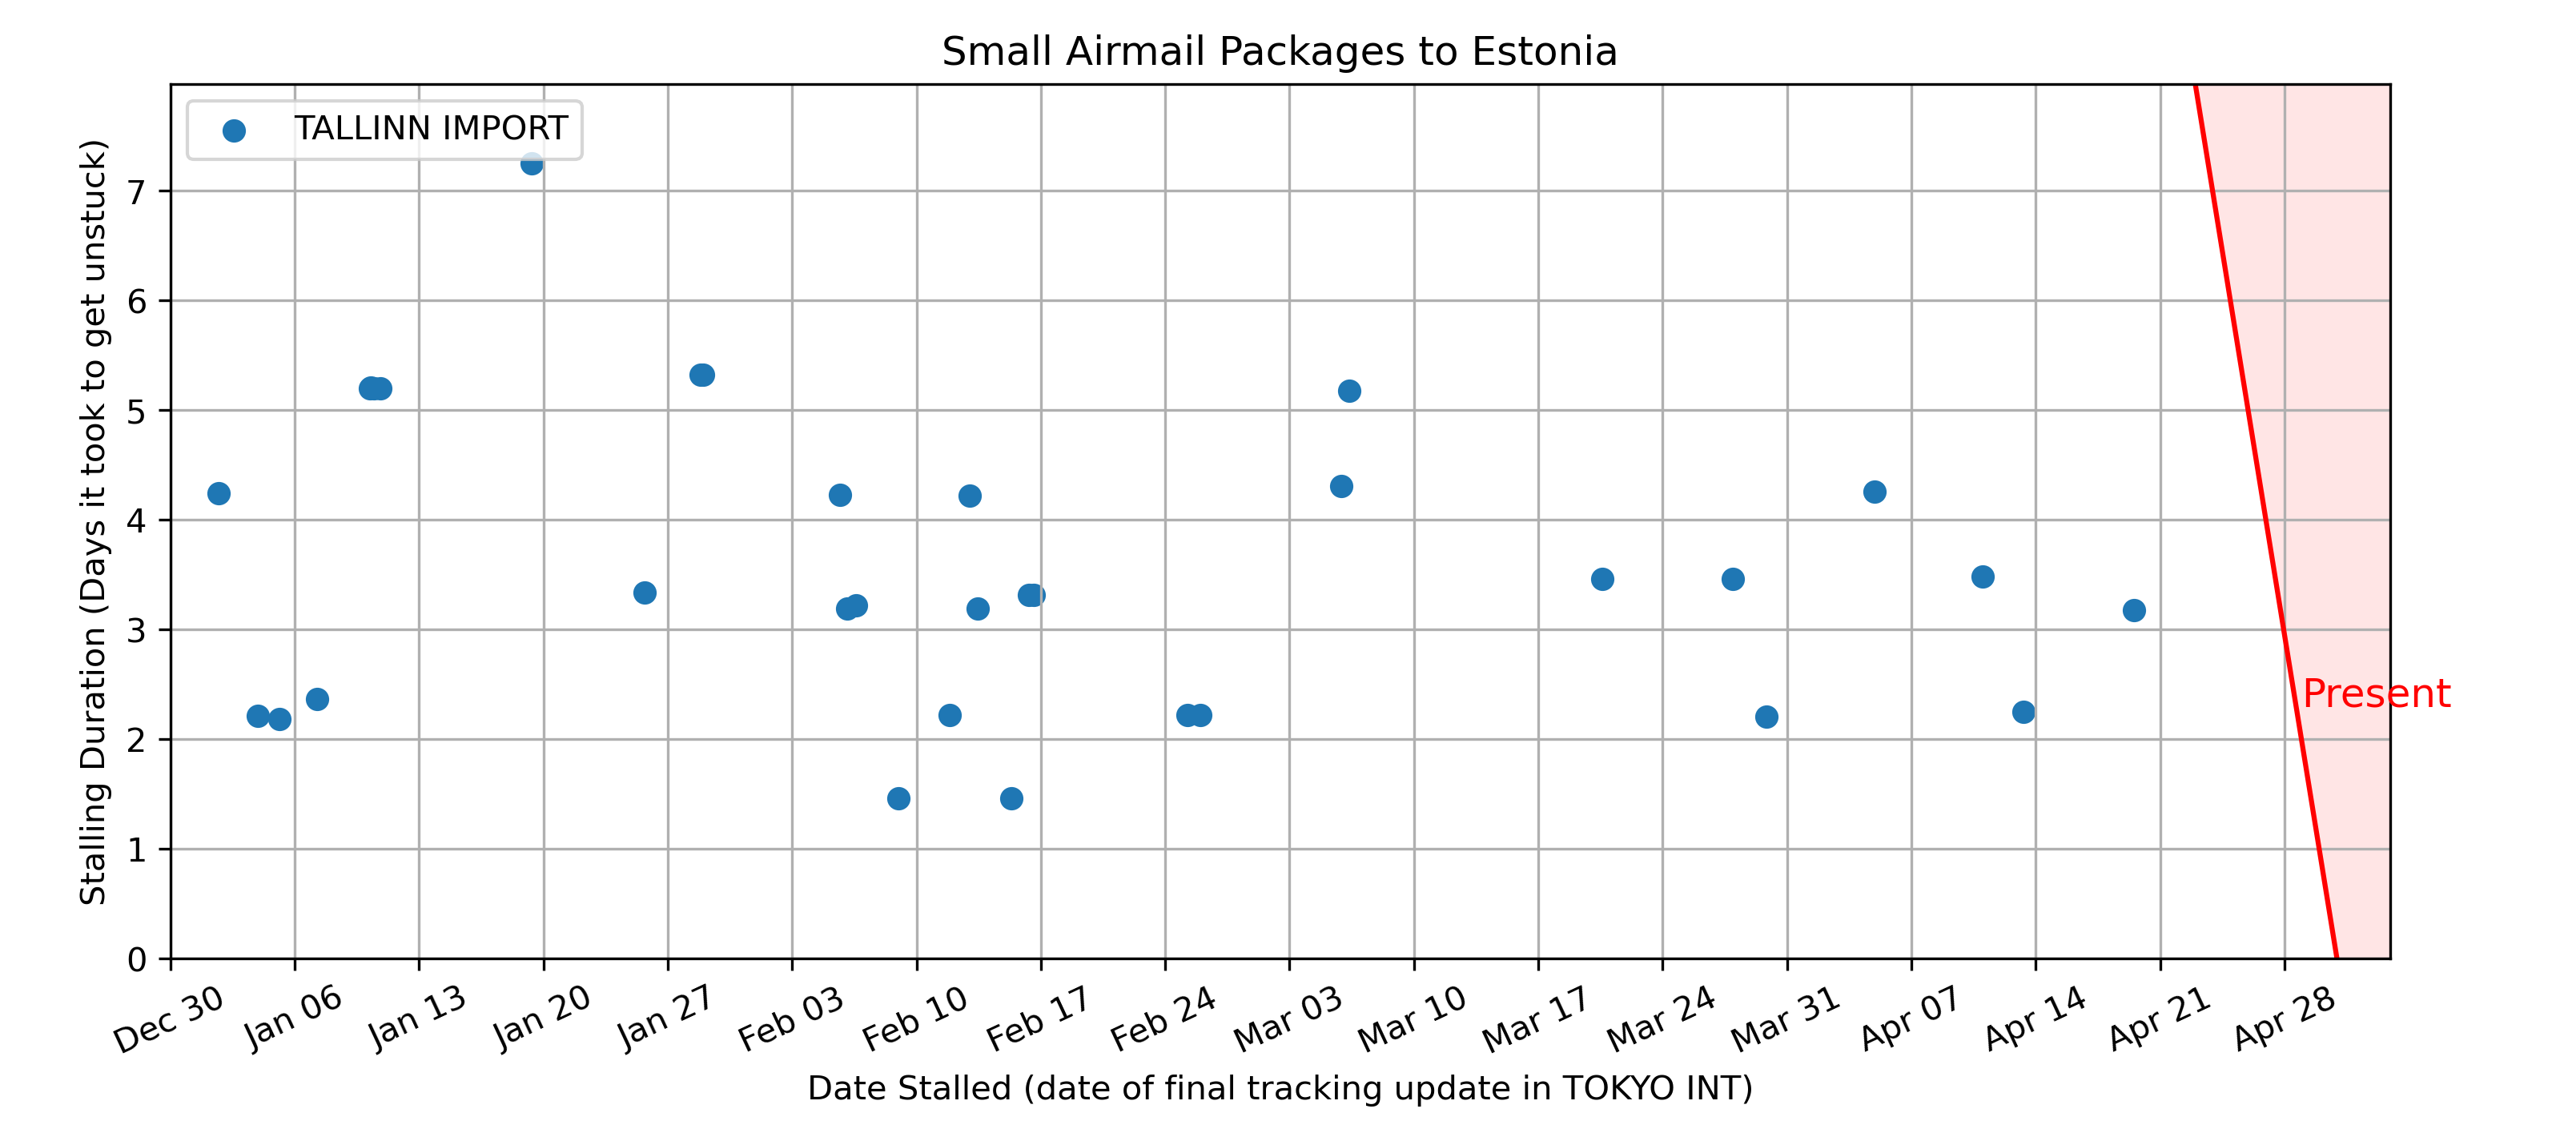 Small Airmail Packages to Estonia
TALLINN IMPORT
Stalling Duration (Days it took to get unstuck)
7
6
5
4
3
2
1
0
Present
Dec 30
Jan 06
Jan 13
Jan 20
Jan 27
Feb 03
Feb 10
Feb 17
Feb 24
Mar 03
Mar 10
Mar 17
Mar 24
Mar 31
Apr 07
Apr 14
Apr 21
Apr 28
Date Stalled (date of final tracking update in TOKYO INT)